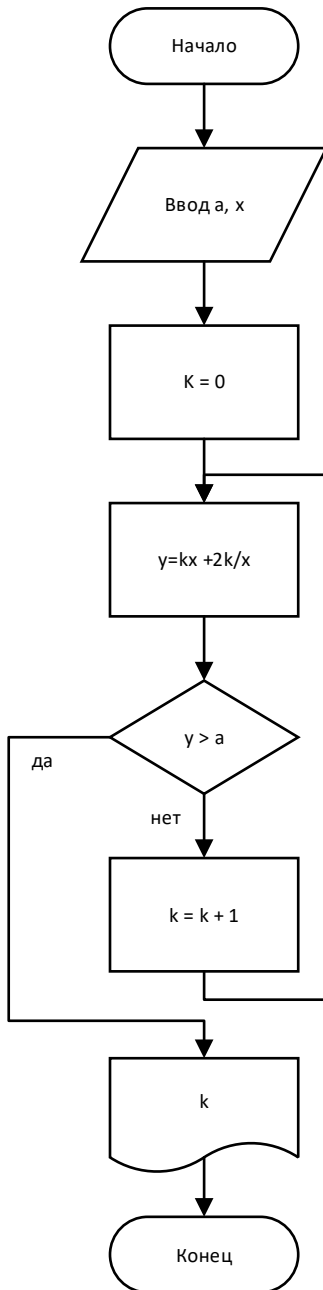 Начало
Ввод a, x
K = 0
y=kx +2k/x
y > a
да
нет
k = k + 1
k
Конец